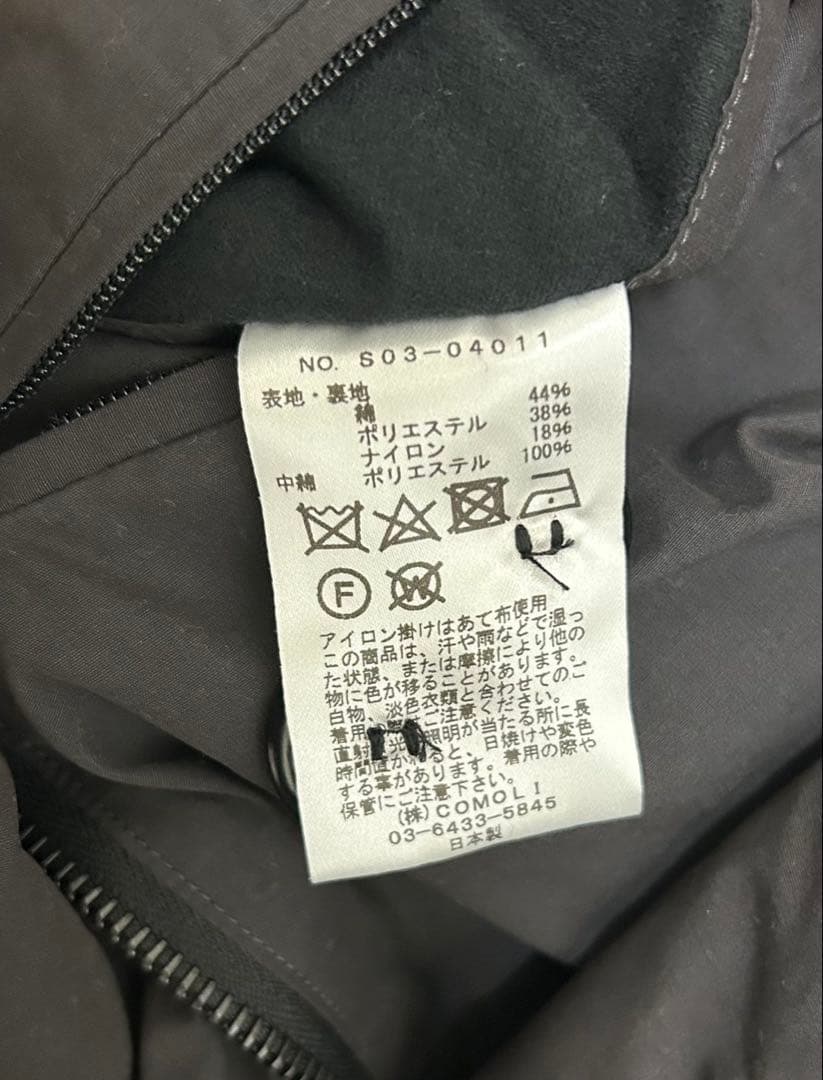 NO. S03-04011
表地・裏地
綿 44%
ポリエステル 38%
ナイロン 18%
中綿 ポリエステル 100%
F
W
アイロン掛けはあて布使用
この商品は、汗や雨などで湿っ
た状態、または摩擦により他の
物に色が移ることがあります。
白物、淡色衣類と合わせてのご
着用 ご注意ください。
直射 光 照明が当たる所に長
時間置かれると、日焼けや変色
する事があります。着用の際や
保管にご注意下さい。
(株)COMOLI
03-6433-5845
日本製